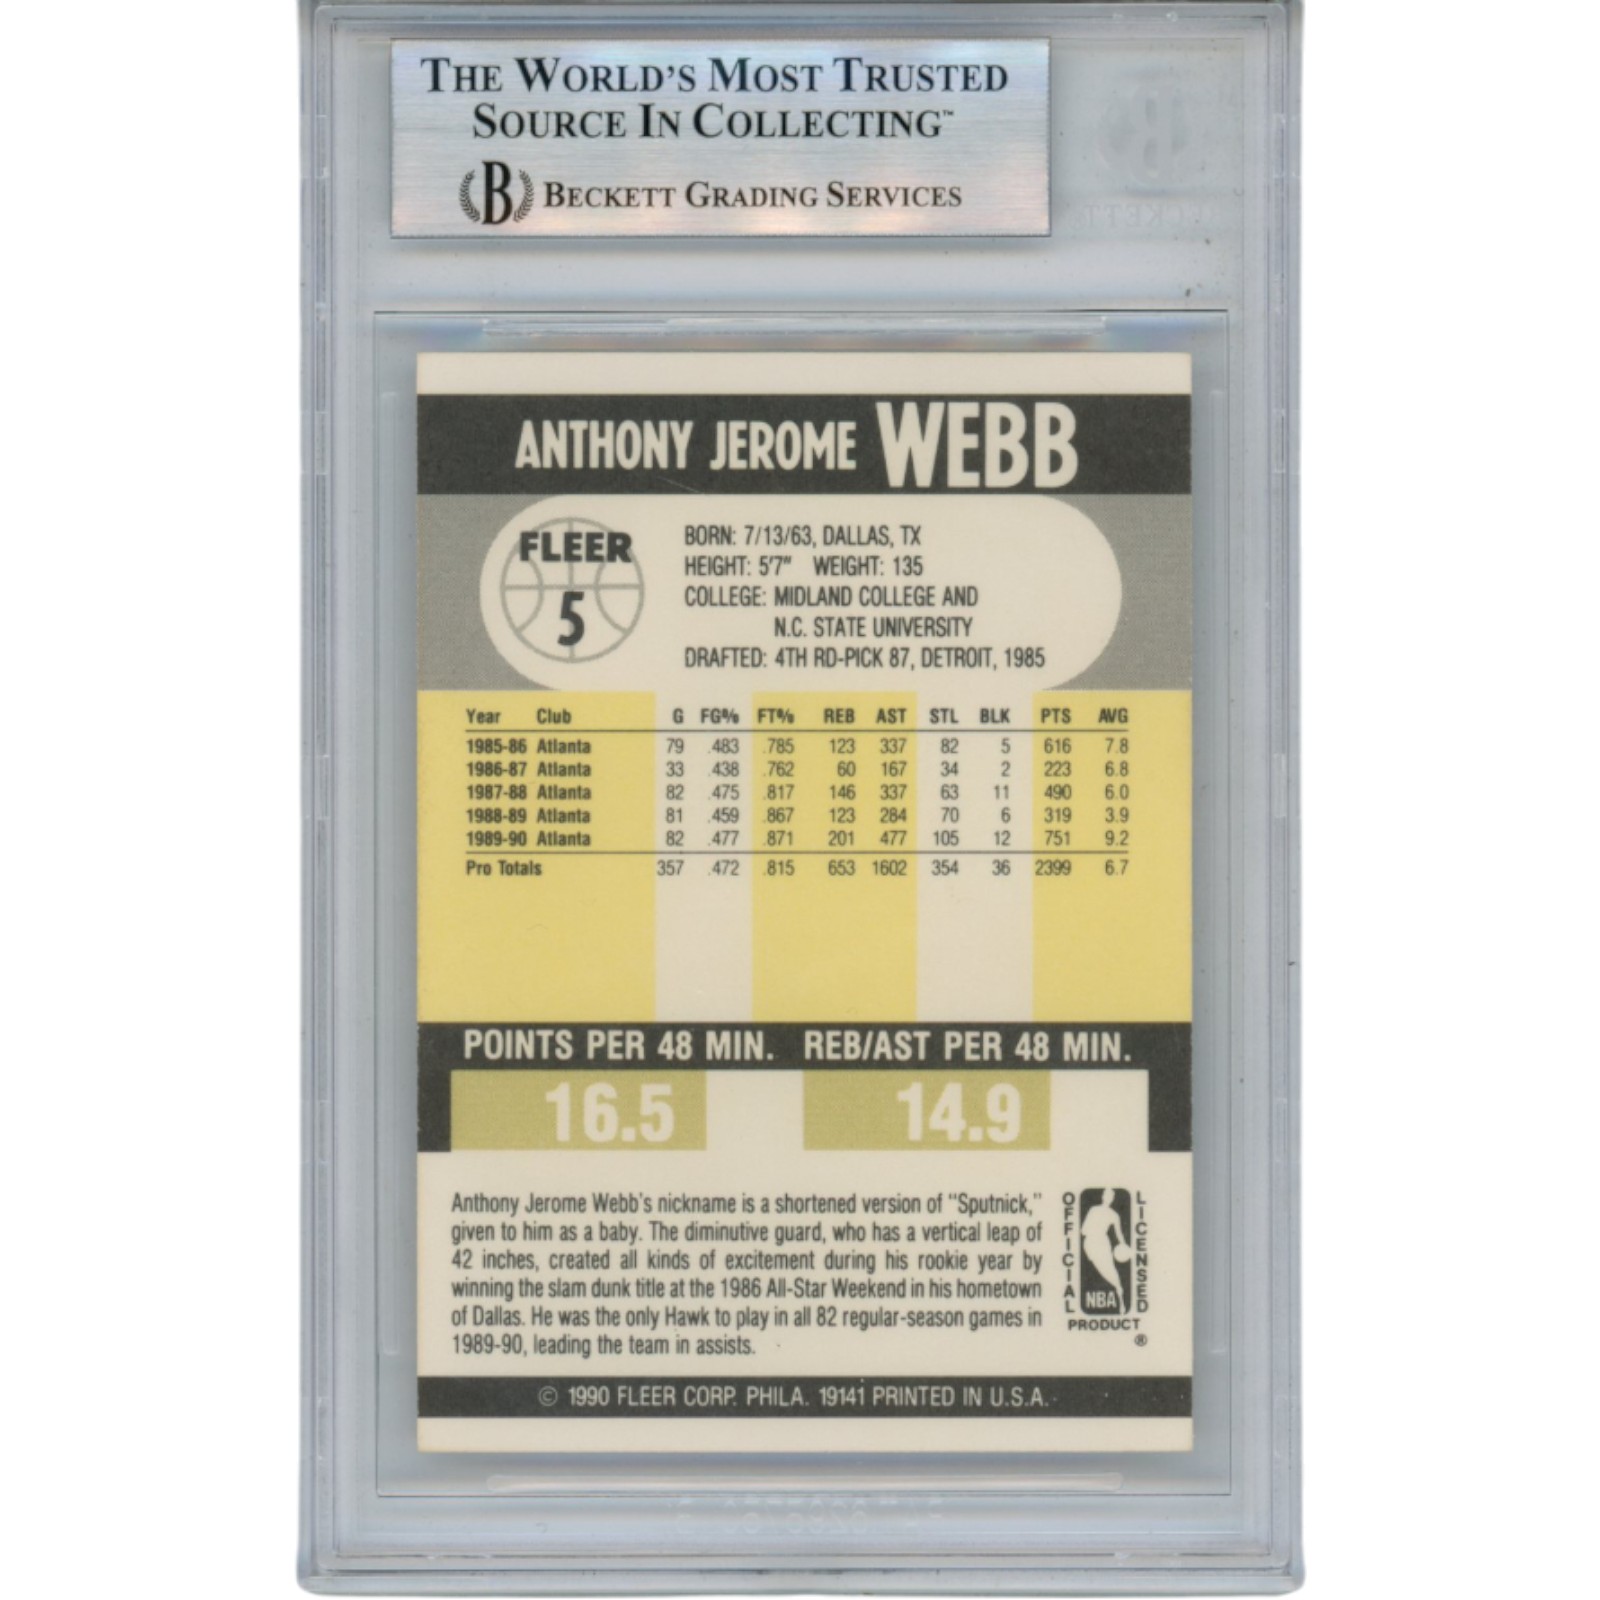 THE WORLD'S MOST TRUSTED
SOURCE IN COLLECTING™
B BECKETT GRADING SERVICES
ANTHONY JEROME WEBB
FLEER
5
BORN: 7/13/63, DALLAS, TX
HEIGHT: 5'7" WEIGHT: 135
COLLEGE: MIDLAND COLLEGE AND
N.C. STATE UNIVERSITY
DRAFTED: 4TH RD-PICK 87, DETROIT, 1985
Year Club G FG% FT% REB AST STL BLK PTS AVG
1985-86 Atlanta 79 .483 .785 123 337 82 5 616 7.8
1986-87 Atlanta 33 .438 .762 60 167 34 2 223 6.8
1987-88 Atlanta 82 .475 .817 146 337 63 11 490 6.0
1988-89 Atlanta 81 .459 .867 123 284 70 6 319 3.9
1989-90 Atlanta 82 .477 .871 201 477 105 12 751 9.2
Pro Totals 357 .472 .815 653 1602 354 36 2399 6.7
POINTS PER 48 MIN. REB/AST PER 48 MIN.
16.5 14.9
Anthony Jerome Webb's nickname is a shortened version of "Sputnick,"
given to him as a baby. The diminutive guard, who has a vertical leap of
42 inches, created all kinds of excitement during his rookie year by
winning the slam dunk title at the 1986 All-Star Weekend in his hometown
of Dallas. He was the only Hawk to play in all 82 regular-season games in
1989-90, leading the team in assists.
OFFICIAL LICENSED
NBA
PRODUCT
®
© 1990 FLEER CORP. PHILA. 19141 PRINTED IN U.S.A.